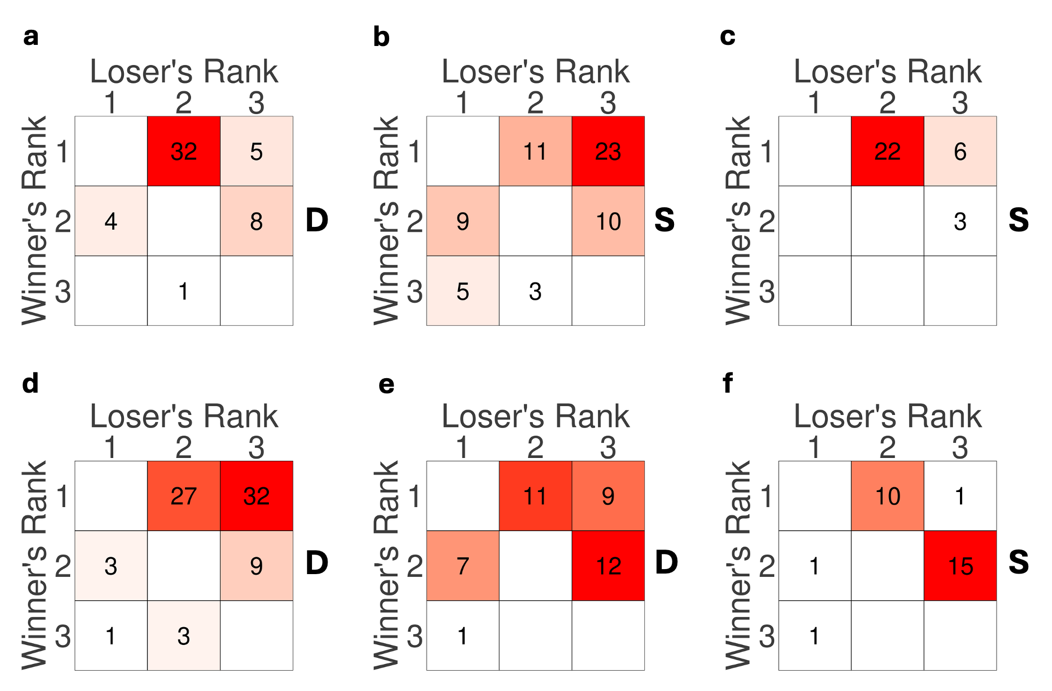 a
Loser's Rank
1 2 3
Winner's Rank
1 32 5
2 4 8 D
3 1
b
Loser's Rank
1 2 3
Winner's Rank
1 11 23
2 9 10 S
3 5 3
c
Loser's Rank
1 2 3
Winner's Rank
1 22 6
2 3 S
3
d
Loser's Rank
1 2 3
Winner's Rank
1 27 32
2 3 9 D
3 1 3
e
Loser's Rank
1 2 3
Winner's Rank
1 11 9
2 7 12 D
3 1
f
Loser's Rank
1 2 3
Winner's Rank
1 10 1
2 1 15 S
3 1